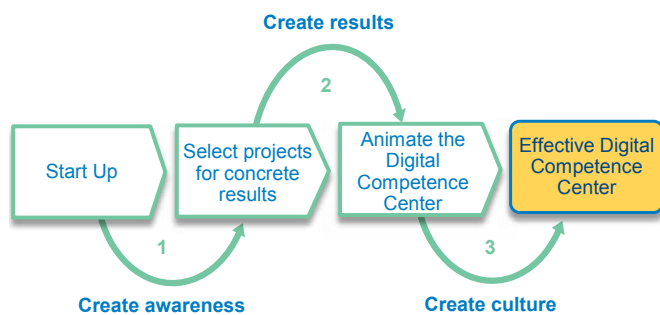 Create results
2
Start Up
Select projects
for concrete
results
Animate the
Digital
Competence
Center
Effective Digital
Competence
Center
1
3
Create awareness
Create culture